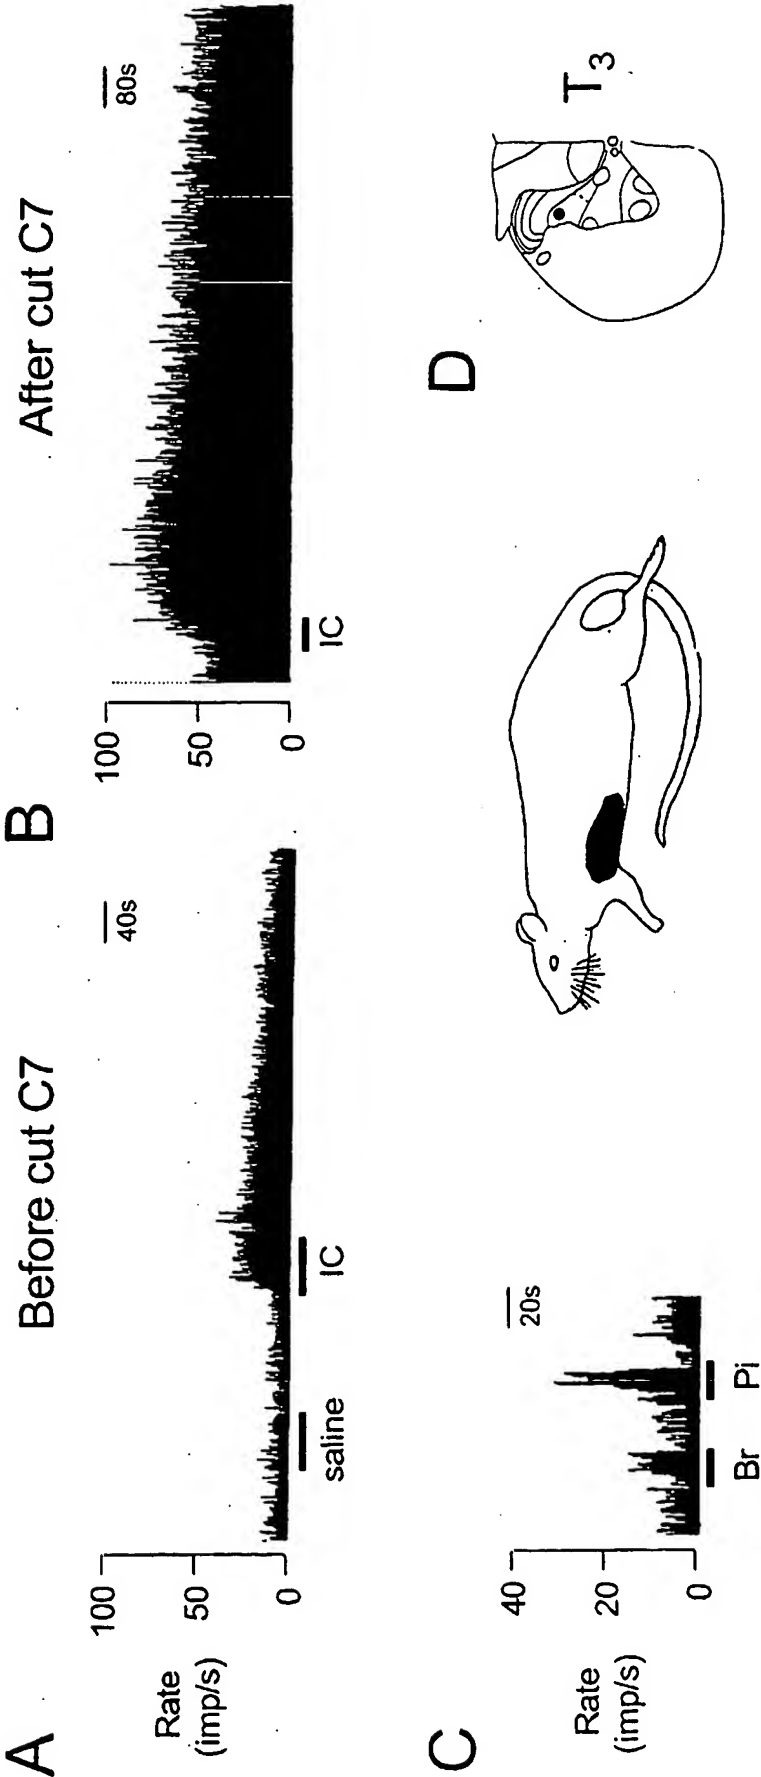 A
Before cut C7
Rate
(imp/s)
100
50
0
saline
IC
40s
B
After cut C7
100
50
0
IC
80s
C
Rate
(imp/s)
40
20
0
Br
Pi
20s
D
T3